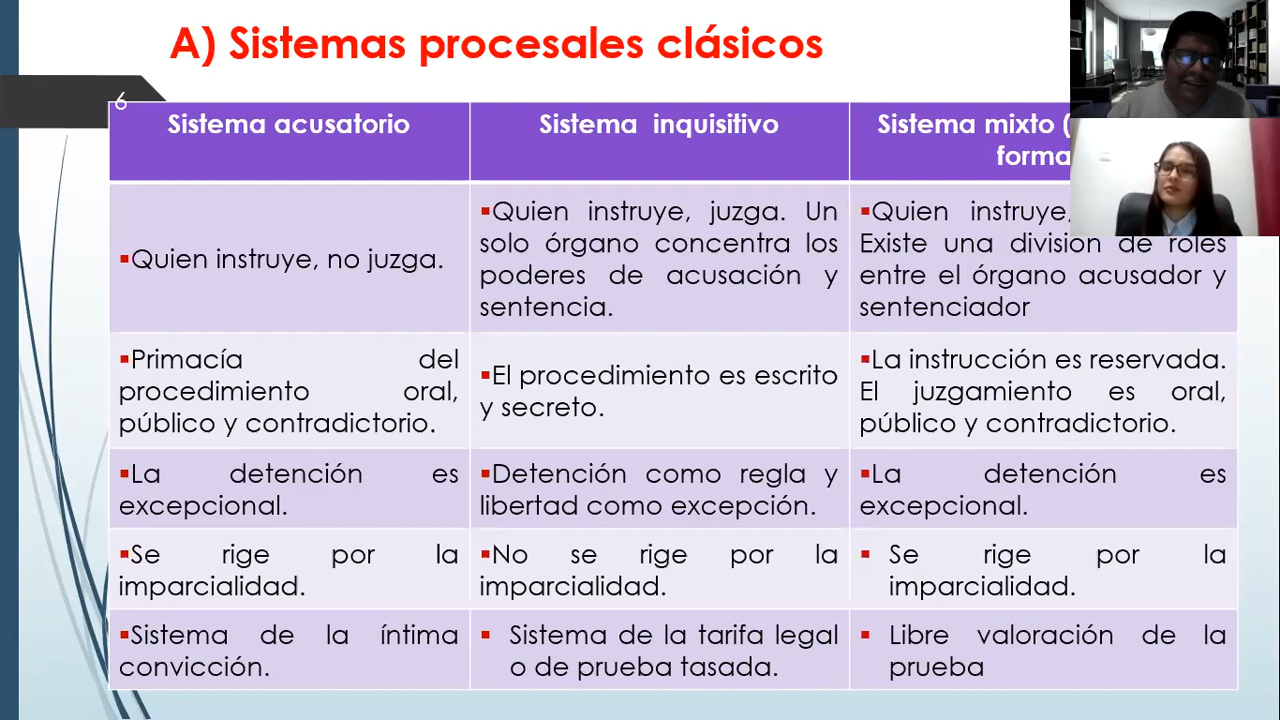 A) Sistemas procesales clásicos
6
Sistema acusatorio
Sistema inquisitivo
Sistema mixto (
forma
▪Quien instruye, no juzga.
▪Quien instruye, juzga. Un
solo órgano concentra los
poderes de acusación y
sentencia.
▪Quien instruye,
Existe una división de roles
entre el órgano acusador y
sentenciador
▪Primacía del
procedimiento oral,
público y contradictorio.
▪El procedimiento es escrito
y secreto.
▪La instrucción es reservada.
El juzgamiento es oral,
público y contradictorio.
▪La detención es
excepcional.
▪Detención como regla y
libertad como excepción.
▪La detención es
excepcional.
▪Se rige por la
imparcialidad.
▪No se rige por la
imparcialidad.
▪ Se rige por la
imparcialidad.
▪Sistema de la íntima
convicción.
▪ Sistema de la tarifa legal
o de prueba tasada.
▪ Libre valoración de la
prueba